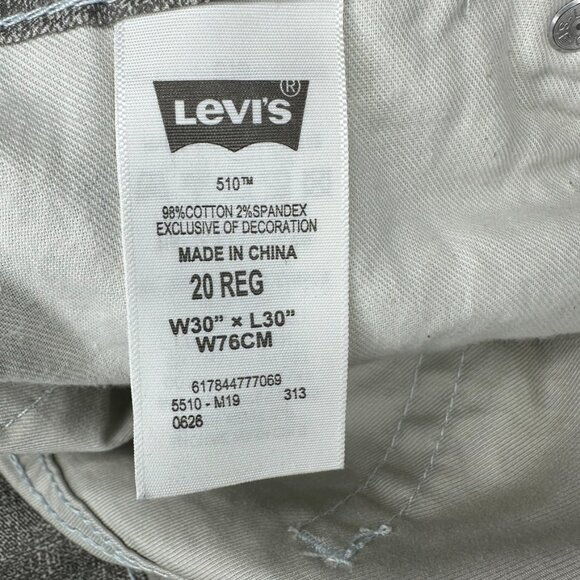 LEVI'S ®
510™
98%COTTON 2%SPANDEX
EXCLUSIVE OF DECORATION
MADE IN CHINA
20 REG
W30" × L30"
W76CM
617844777069
5510 - M19 313
0626